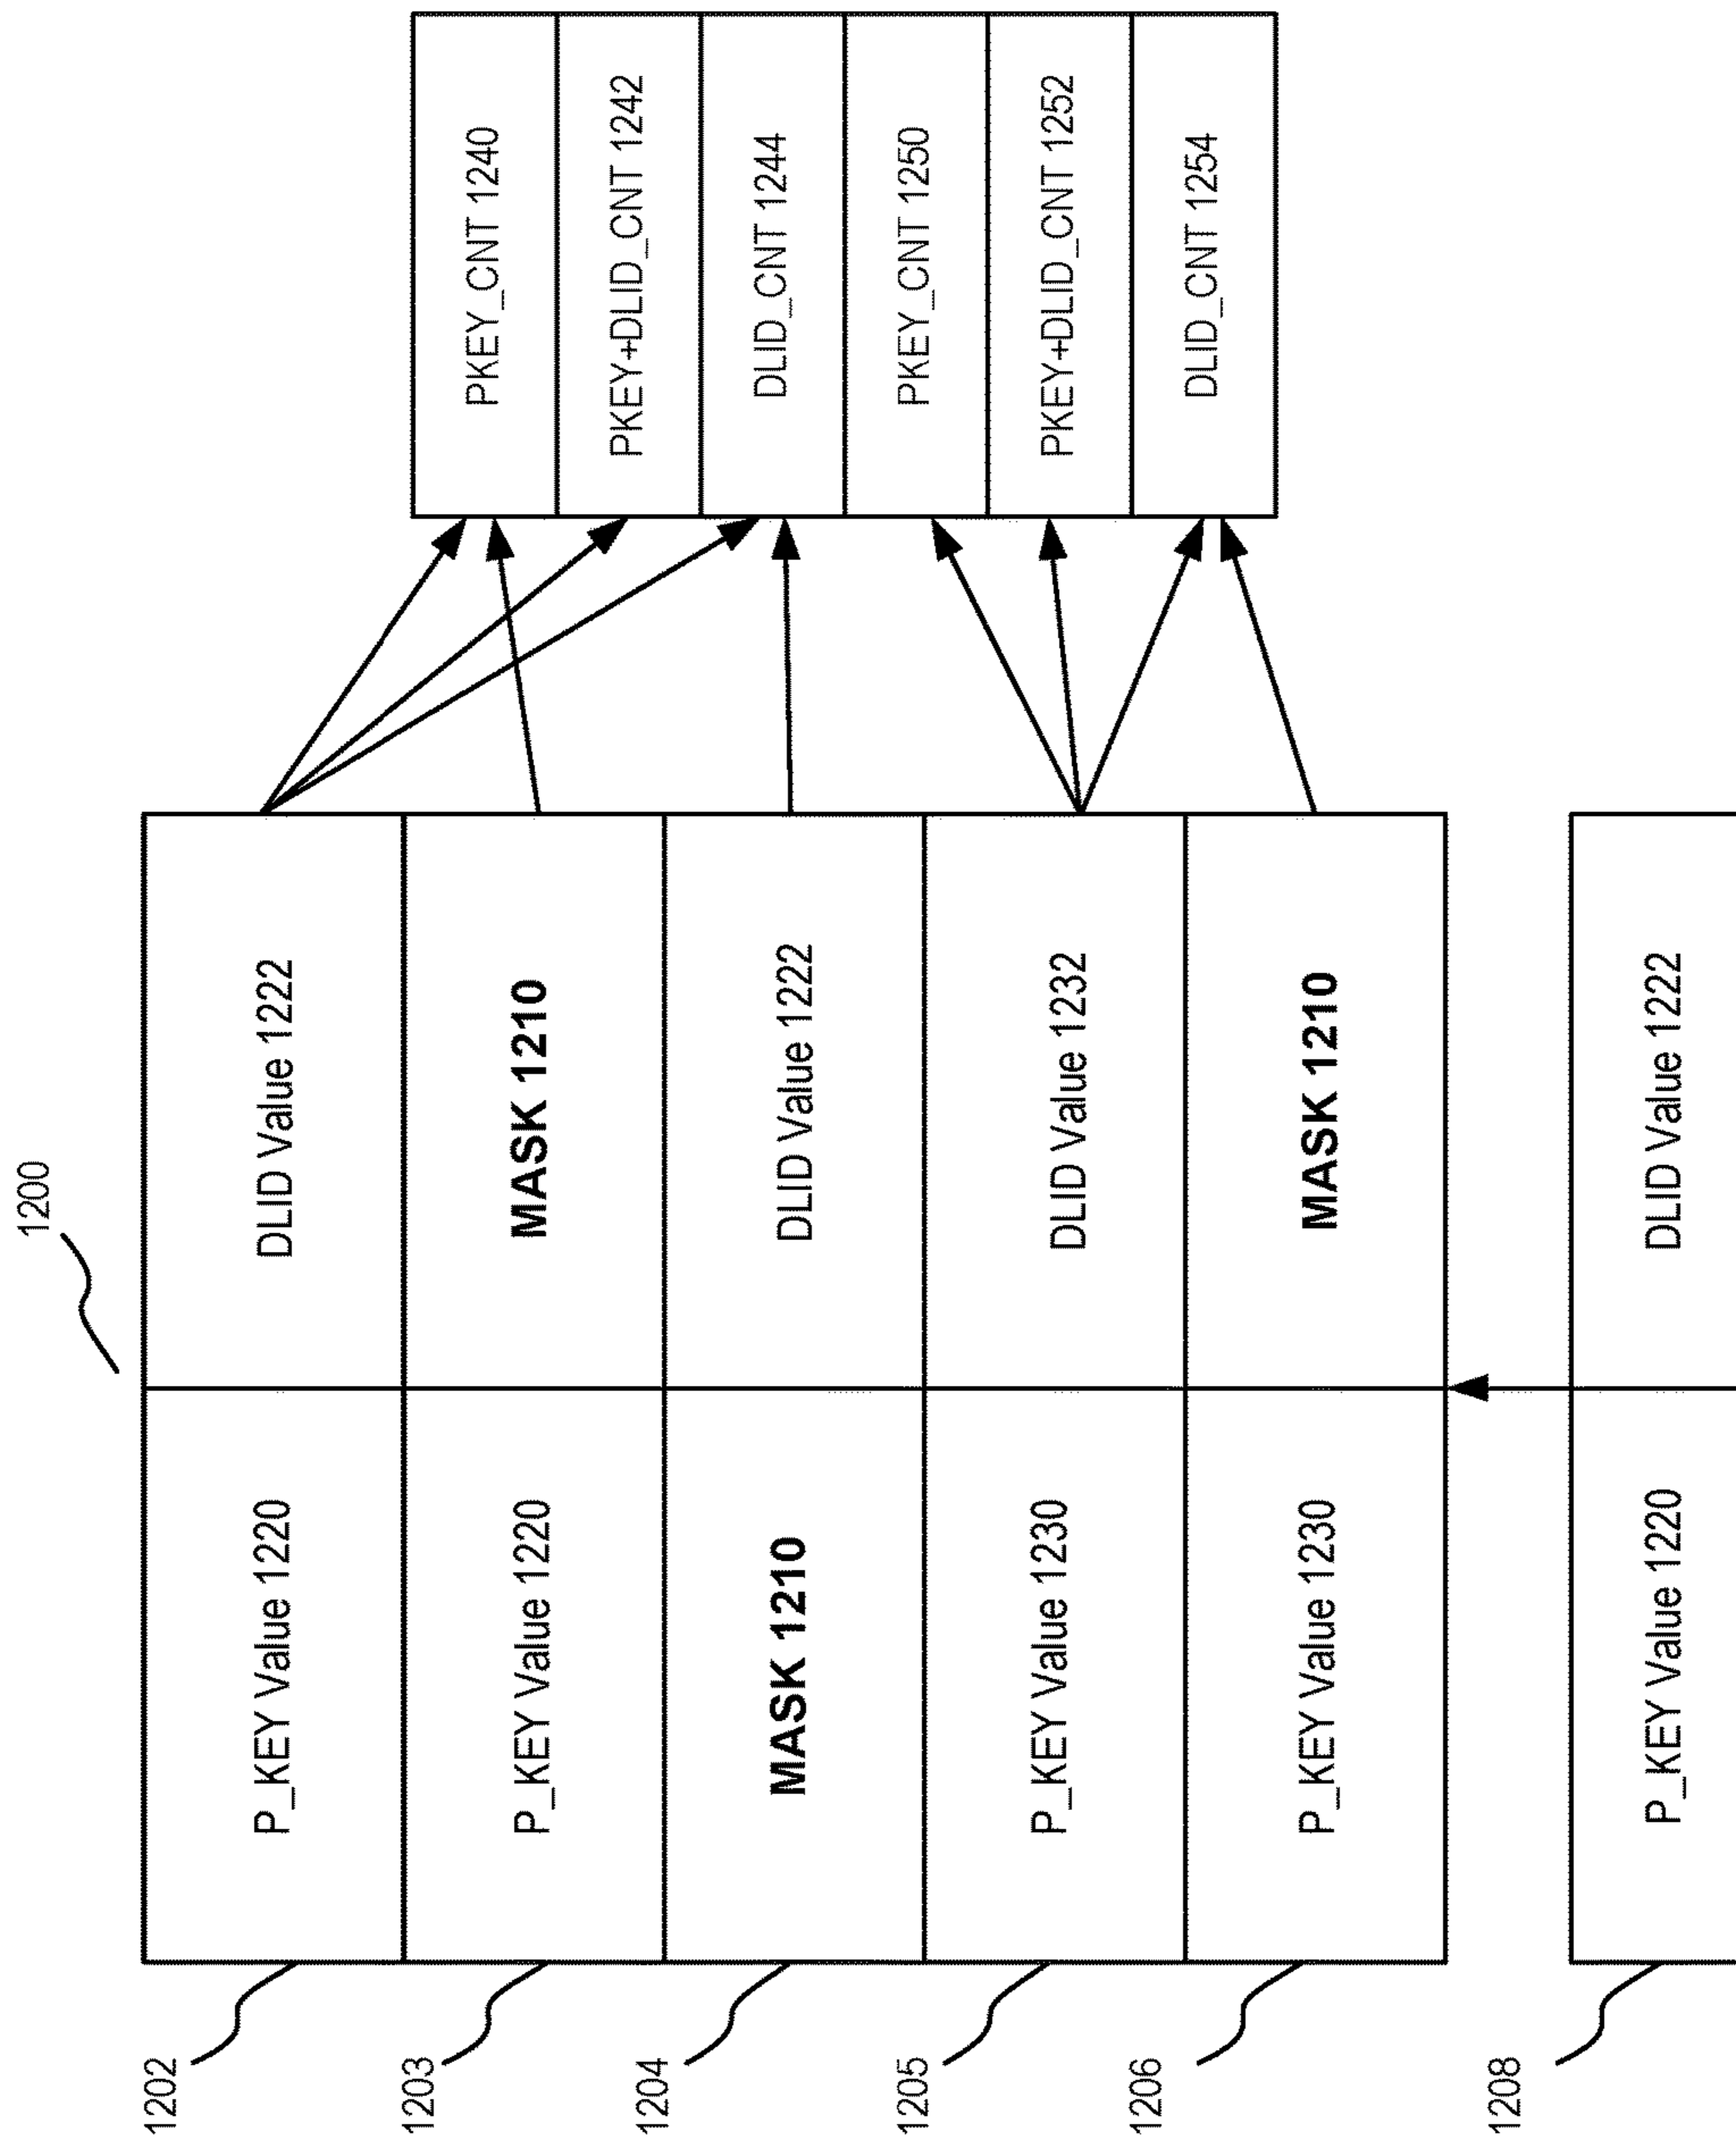 1200
1202
P_KEY Value 1220
DLID Value 1222
1203
P_KEY Value 1220
MASK 1210
1204
MASK 1210
DLID Value 1222
1205
P_KEY Value 1230
DLID Value 1232
1206
P_KEY Value 1230
MASK 1210
1208
P_KEY Value 1220
DLID Value 1222
PKEY_CNT 1240
PKEY+DLID_CNT 1242
DLID_CNT 1244
PKEY_CNT 1250
PKEY+DLID_CNT 1252
DLID_CNT 1254